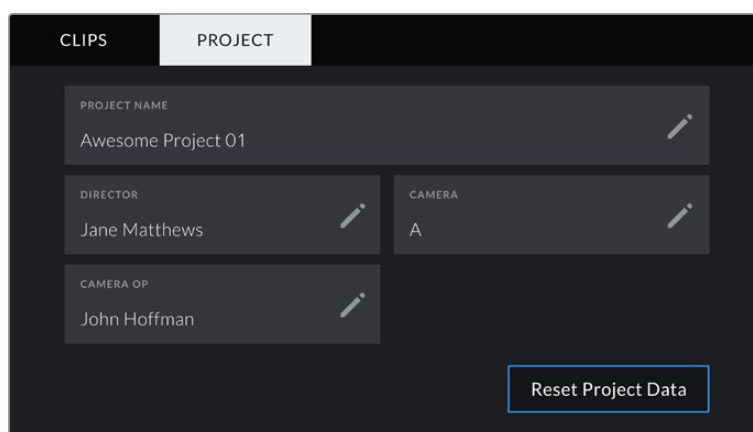 CLIPS PROJECT
PROJECT NAME
Awesome Project 01
DIRECTOR
Jane Matthews
CAMERA
A
CAMERA OP
John Hoffman
Reset Project Data